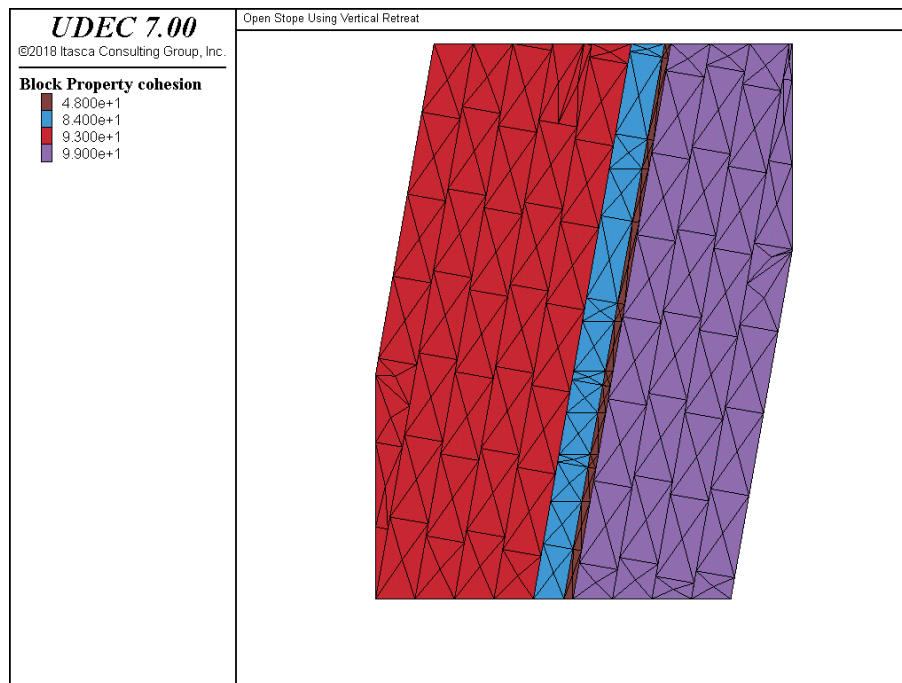 UDEC 7.00
©2018 Itasca Consulting Group, Inc.
Block Property cohesion
4.800e+1
8.400e+1
9.300e+1
9.900e+1
Open Stope Using Vertical Retreat